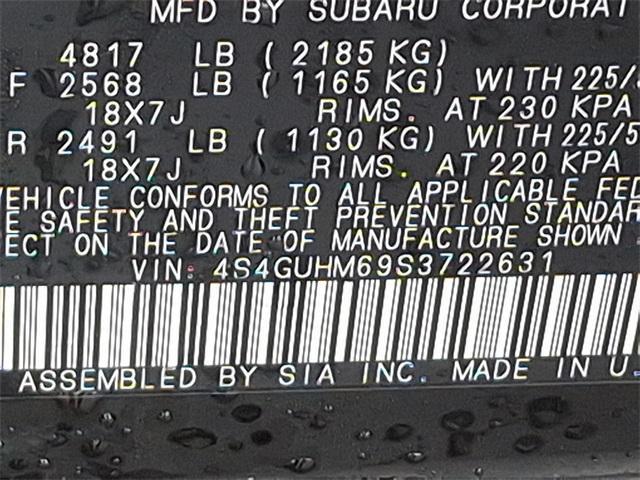 MFD BY SUBARU CORPORAT
4817 LB ( 2185 KG)
F 2568 LB ( 1165 KG) WITH 225/
18X7J RIMS. AT 230 KPA
R 2491 LB ( 1130 KG) WITH 225/5
18X7J RIMS. AT 220 KPA
VEHICLE CONFORMS TO ALL APPLICABLE FED
E SAFETY AND THEFT PREVENTION STANDAR
ECT ON THE DATE OF MANUFACTURE SHOWN
VIN: 4S4GUHM69S3722631
ASSEMBLED BY SIA INC. MADE IN U.